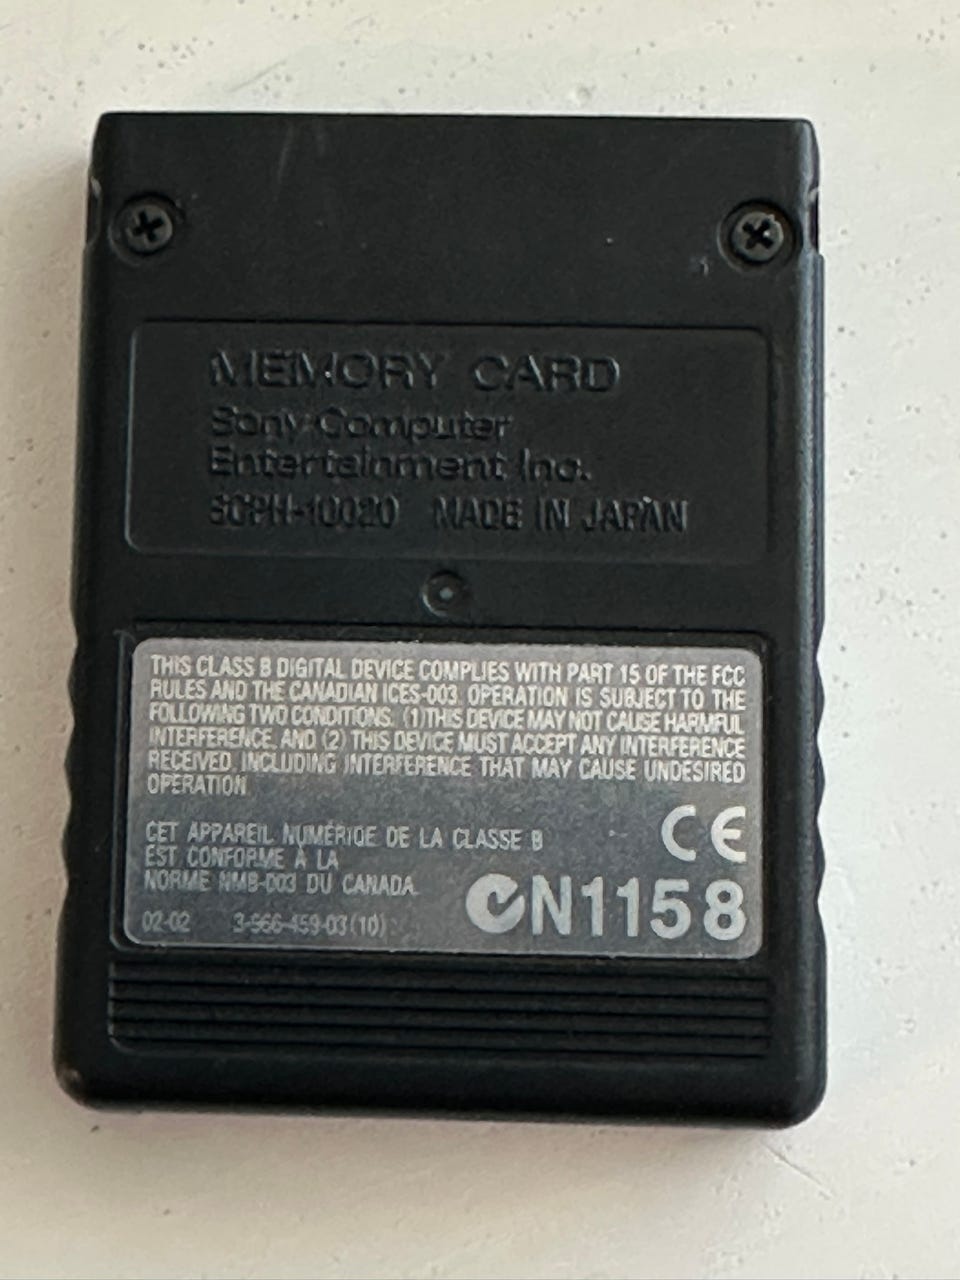 MEMORY CARD
Sony Computer
Entertainment Inc.
SCPH-10020 MADE IN JAPAN
THIS CLASS B DIGITAL DEVICE COMPLIES WITH PART 15 OF THE FCC
RULES AND THE CANADIAN ICES-003. OPERATION IS SUBJECT TO THE
FOLLOWING TWO CONDITIONS. (1) THIS DEVICE MAY NOT CAUSE HARMFUL
INTERFERENCE, AND (2) THIS DEVICE MUST ACCEPT ANY INTERFERENCE
RECEIVED, INCLUDING INTERFERENCE THAT MAY CAUSE UNDESIRED
OPERATION.
CET APPAREIL NUMÉRIQE DE LA CLASSE B
EST CONFORME À LA
NORME NMB-003 DU CANADA.
CE
N1158
02-02 3-966-459-03(10)